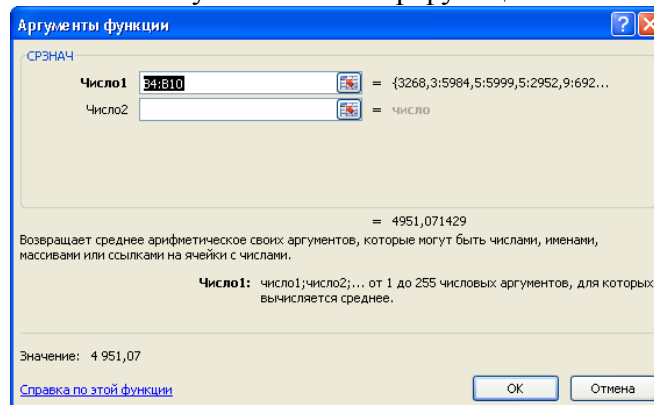 Аргументы функции
СРЗНАЧ
Число1 B4:B10 = {3268,3:5984,5:5999,5:2952,9:692...
Число2 = число
= 4951,071429
Возвращает среднее арифметическое своих аргументов, которые могут быть числами, именами,
массивами или ссылками на ячейки с числами.
Число1: число1;число2;... от 1 до 255 числовых аргументов, для которых
вычисляется среднее.
Значение: 4 951,07
Справка по этой функции
ОК Отмена